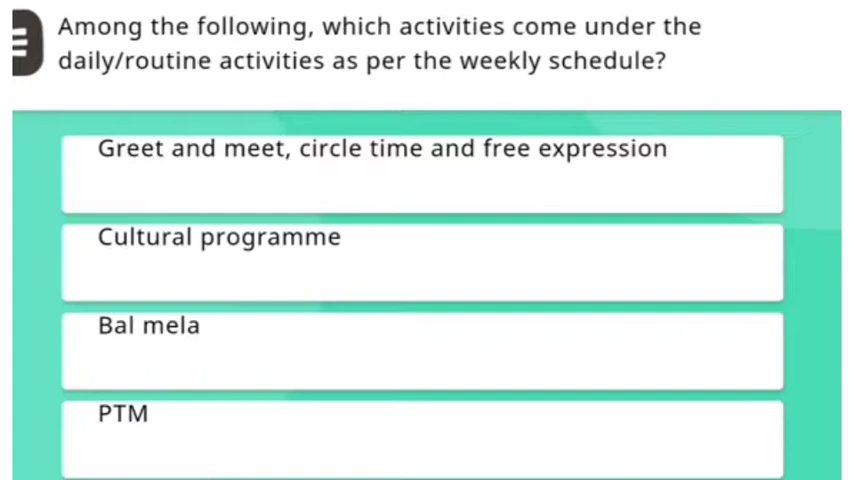 Among the following, which activities come under the
daily/routine activities as per the weekly schedule?
Greet and meet, circle time and free expression
Cultural programme
Bal mela
PTM